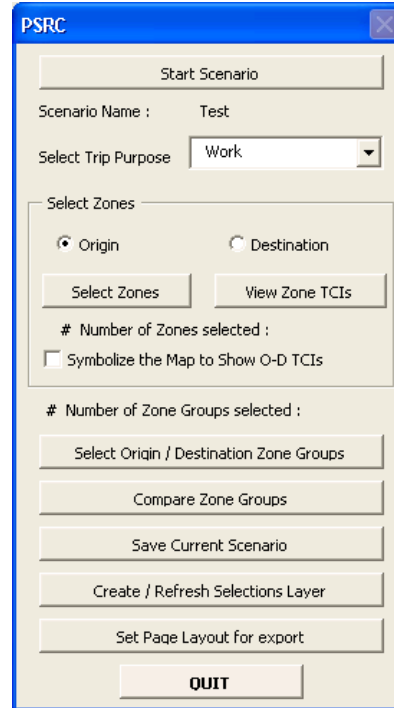 PSRC
Start Scenario
Scenario Name : Test
Select Trip Purpose Work
Select Zones
Origin Destination
Select Zones View Zone TCIs
# Number of Zones selected :
Symbolize the Map to Show O-D TCIs
# Number of Zone Groups selected :
Select Origin / Destination Zone Groups
Compare Zone Groups
Save Current Scenario
Create / Refresh Selections Layer
Set Page Layout for export
QUIT